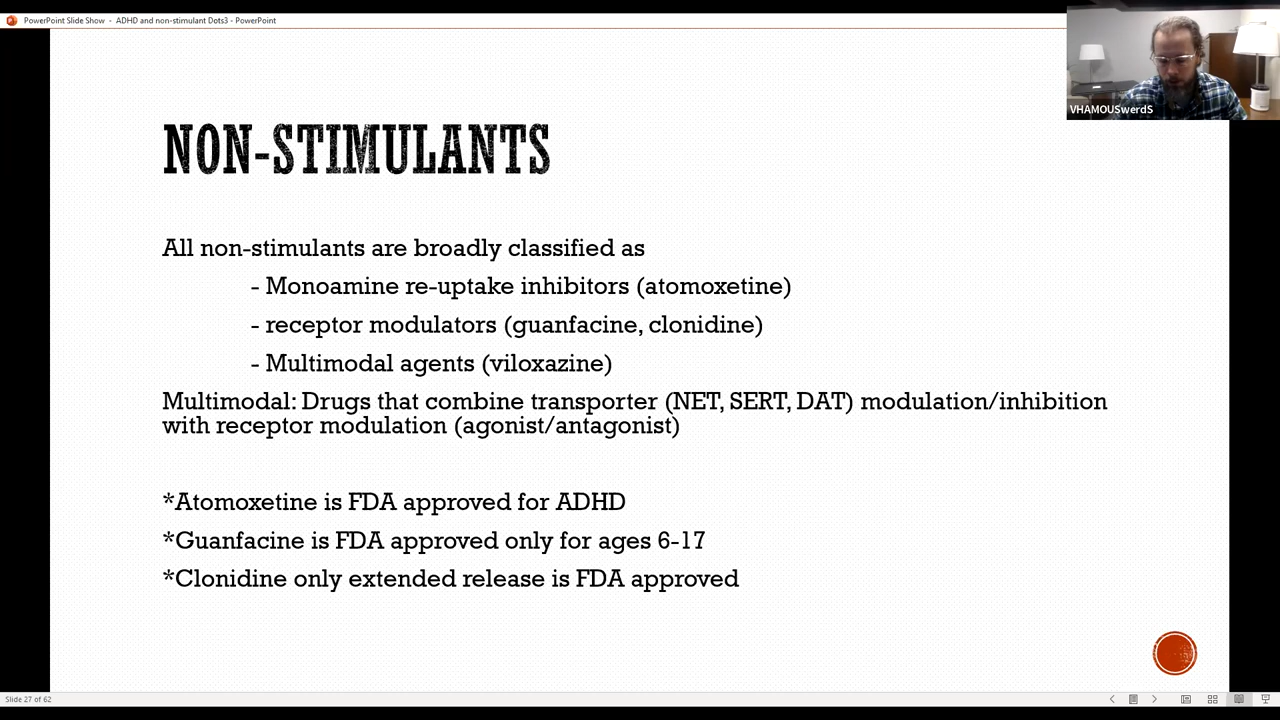 PowerPoint Slide Show - ADHD and non-stimulant Dots3 - PowerPoint
VHAMOUSwerdS
NON-STIMULANTS
All non-stimulants are broadly classified as
- Monoamine re-uptake inhibitors (atomoxetine)
- receptor modulators (guanfacine, clonidine)
- Multimodal agents (viloxazine)
Multimodal: Drugs that combine transporter (NET, SERT, DAT) modulation/inhibition
with receptor modulation (agonist/antagonist)
*Atomoxetine is FDA approved for ADHD
*Guanfacine is FDA approved only for ages 6-17
*Clonidine only extended release is FDA approved
Slide 27 of 62